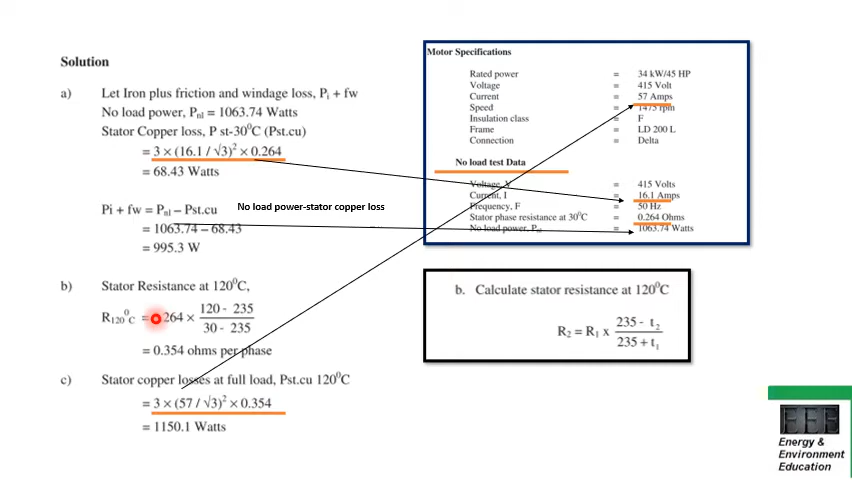 Solution
a) Let Iron plus friction and windage loss, Pi + fw
No load power, Pnl = 1063.74 Watts
Stator Copper loss, P st-30⁰C (Pst.cu)
= 3 × (16.1 / √3)² × 0.264
= 68.43 Watts
Pi + fw = Pnl – Pst.cu
No load power-stator copper loss
= 1063.74 – 68.43
= 995.3 W
b) Stator Resistance at 120⁰C,
R120⁰C = 0.264 × (120 - 235) / (30 - 235)
= 0.354 ohms per phase
c) Stator copper losses at full load, Pst.cu 120⁰C
= 3 × (57 / √3)² × 0.354
= 1150.1 Watts
Motor Specifications
Rated power = 34 kW/45 HP
Voltage = 415 Volt
Current = 57 Amps
Speed = 1475 rpm
Insulation class = F
Frame = LD 200 L
Connection = Delta
No load test Data
Voltage, V = 415 Volts
Current, I = 16.1 Amps
Frequency, F = 50 Hz
Stator phase resistance at 30⁰C = 0.264 Ohms
No load power, Pnl = 1063.74 Watts
b. Calculate stator resistance at 120⁰C
R₂ = R₁ x (235 - t₂) / (235 + t₁)
EEE
Energy &
Environment
Education